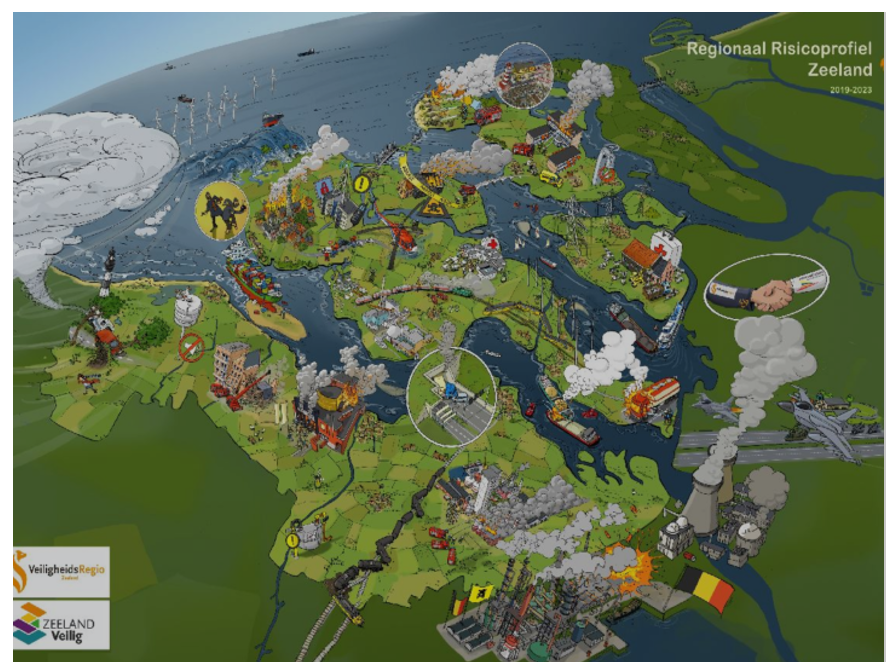 Regionaal Risicoprofiel
Zeeland
2019-2023
VeiligheidsRegio
Zeeland
ZEELAND
Veilig